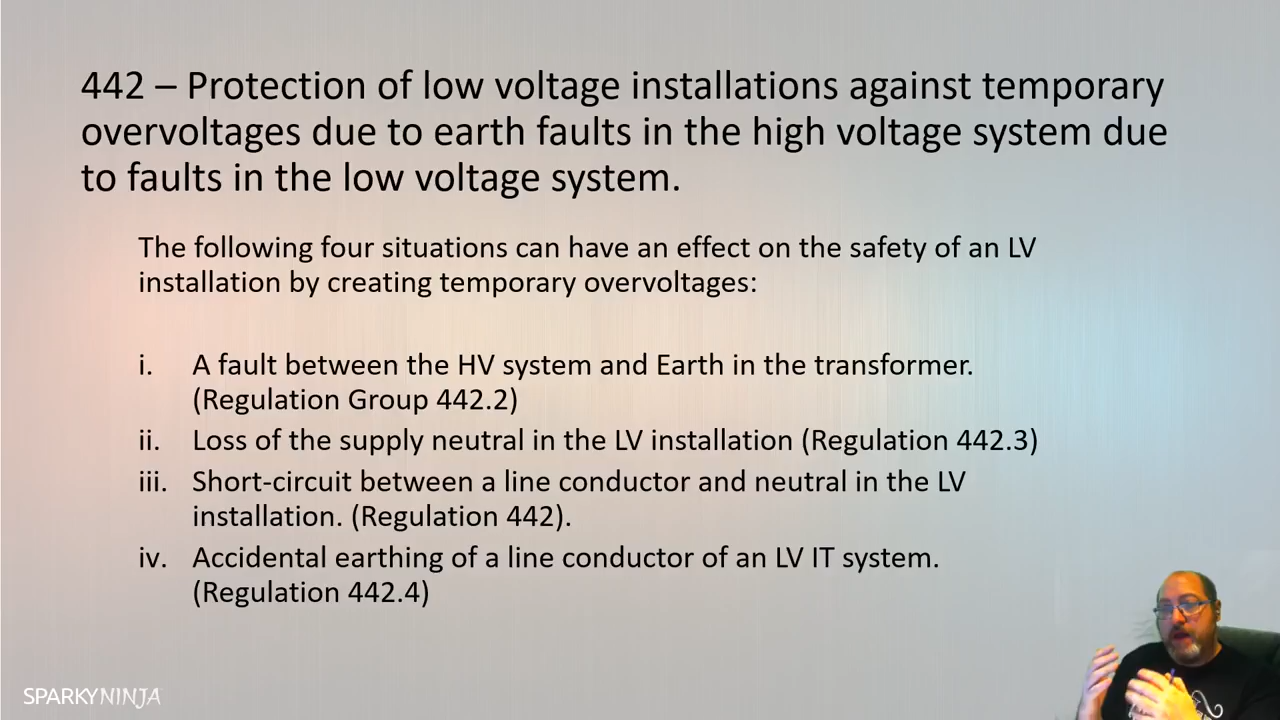 442 – Protection of low voltage installations against temporary
overvoltages due to earth faults in the high voltage system due
to faults in the low voltage system.
The following four situations can have an effect on the safety of an LV
installation by creating temporary overvoltages:
i. A fault between the HV system and Earth in the transformer.
(Regulation Group 442.2)
ii. Loss of the supply neutral in the LV installation (Regulation 442.3)
iii. Short-circuit between a line conductor and neutral in the LV
installation. (Regulation 442).
iv. Accidental earthing of a line conductor of an LV IT system.
(Regulation 442.4)
SPARKYNINJA